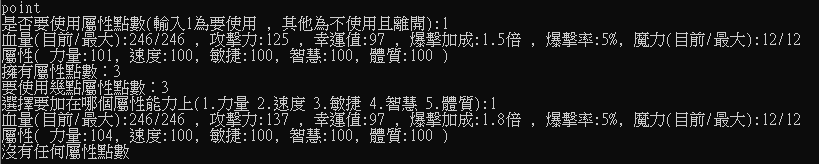 point
是否要使用屬性點數(輸入1為要使用 , 其他為不使用且離開):1
血量(目前/最大):246/246 , 攻擊力:125 , 幸運值:97 , 爆擊加成:1.5倍 , 爆擊率:5%, 魔力(目前/最大):12/12
屬性( 力量:101, 速度:100, 敏捷:100, 智慧:100, 體質:100 )
擁有屬性點數：3
要使用幾點屬性點數：3
選擇要加在哪個屬性能力上(1.力量 2.速度 3.敏捷 4.智慧 5.體質):1
血量(目前/最大):246/246 , 攻擊力:137 , 幸運值:97 , 爆擊加成:1.8倍 , 爆擊率:5%, 魔力(目前/最大):12/12
屬性( 力量:104, 速度:100, 敏捷:100, 智慧:100, 體質:100 )
沒有任何屬性點數